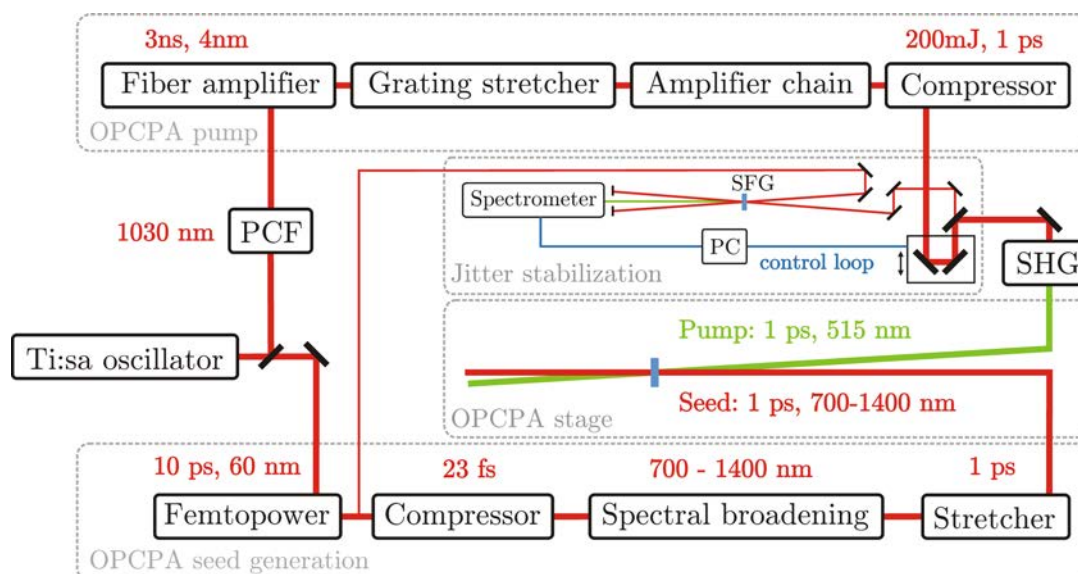 3ns, 4nm
200mJ, 1 ps
Fiber amplifier
Grating stretcher
Amplifier chain
Compressor
OPCPA pump
SFG
Spectrometer
1030 nm
PCF
PC
control loop
Jitter stabilization
SHG
Pump: 1 ps, 515 nm
Ti:sa oscillator
Seed: 1 ps, 700-1400 nm
OPCPA stage
10 ps, 60 nm
23 fs
700 - 1400 nm
1 ps
Femtopower
Compressor
Spectral broadening
Stretcher
OPCPA seed generation